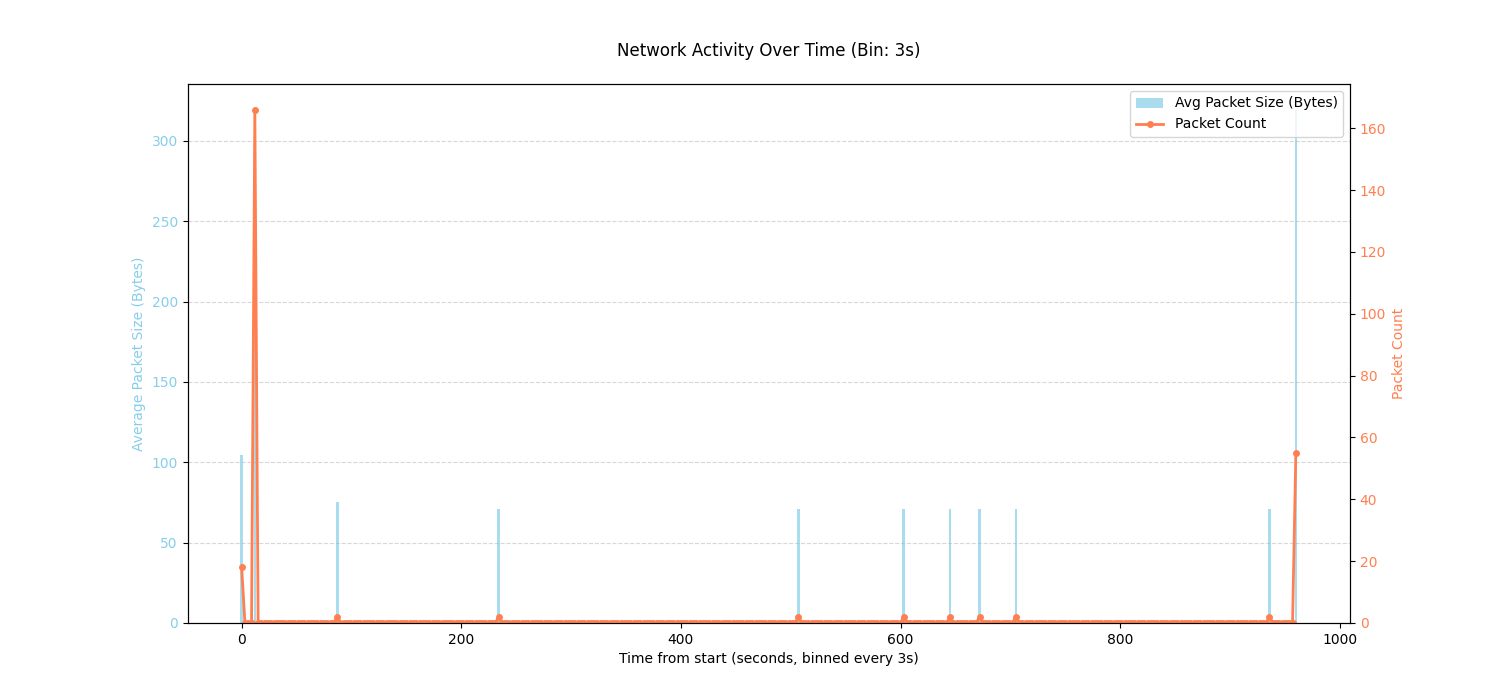 Network Activity Over Time (Bin: 3s)
Avg Packet Size (Bytes)
Packet Count
Average Packet Size (Bytes)
300
250
200
150
100
50
0
160
140
120
100
80
60
40
20
0
Packet Count
0 200 400 600 800 1000
Time from start (seconds, binned every 3s)